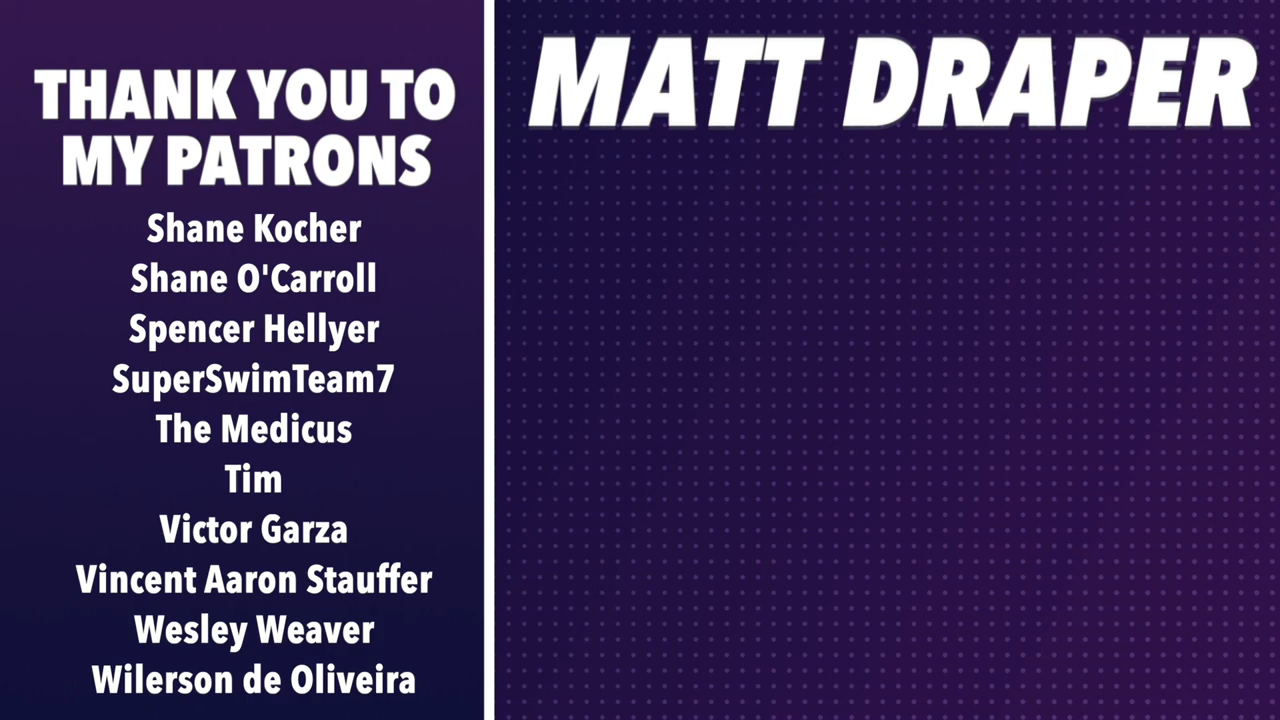 THANK YOU TO
MY PATRONS
Shane Kocher
Shane O'Carroll
Spencer Hellyer
SuperSwimTeam7
The Medicus
Tim
Victor Garza
Vincent Aaron Stauffer
Wesley Weaver
Wilerson de Oliveira
MATT DRAPER